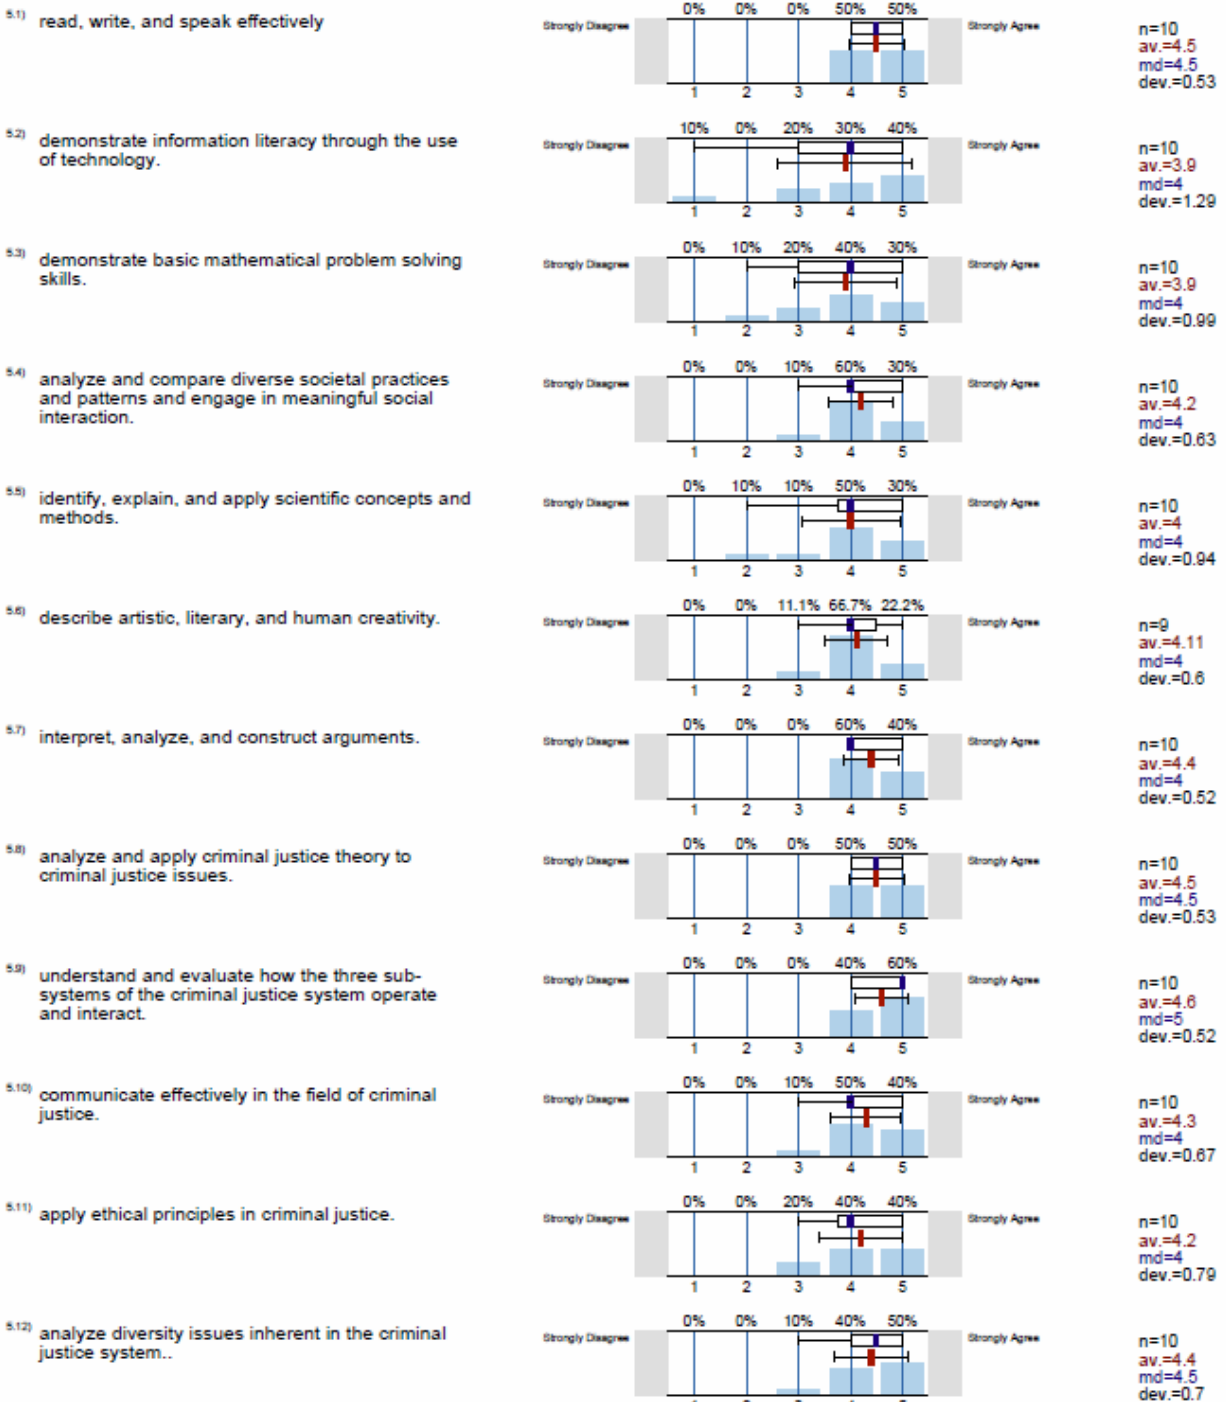 5.1) read, write, and speak effectively
0% 0% 0% 50% 50%
Strongly Disagree Strongly Agree
1 2 3 4 5
n=10
av.=4.5
md=4.5
dev.=0.53
5.2) demonstrate information literacy through the use
of technology.
10% 0% 20% 30% 40%
Strongly Disagree Strongly Agree
1 2 3 4 5
n=10
av.=3.9
md=4
dev.=1.29
5.3) demonstrate basic mathematical problem solving
skills.
0% 10% 20% 40% 30%
Strongly Disagree Strongly Agree
1 2 3 4 5
n=10
av.=3.9
md=4
dev.=0.99
5.4) analyze and compare diverse societal practices
and patterns and engage in meaningful social
interaction.
0% 0% 10% 60% 30%
Strongly Disagree Strongly Agree
1 2 3 4 5
n=10
av.=4.2
md=4
dev.=0.63
5.5) identify, explain, and apply scientific concepts and
methods.
0% 10% 10% 50% 30%
Strongly Disagree Strongly Agree
1 2 3 4 5
n=10
av.=4
md=4
dev.=0.94
5.6) describe artistic, literary, and human creativity.
0% 0% 11.1% 66.7% 22.2%
Strongly Disagree Strongly Agree
1 2 3 4 5
n=9
av.=4.11
md=4
dev.=0.6
5.7) interpret, analyze, and construct arguments.
0% 0% 0% 60% 40%
Strongly Disagree Strongly Agree
1 2 3 4 5
n=10
av.=4.4
md=4
dev.=0.52
5.8) analyze and apply criminal justice theory to
criminal justice issues.
0% 0% 0% 50% 50%
Strongly Disagree Strongly Agree
1 2 3 4 5
n=10
av.=4.5
md=4.5
dev.=0.53
5.9) understand and evaluate how the three sub-
systems of the criminal justice system operate
and interact.
0% 0% 0% 40% 60%
Strongly Disagree Strongly Agree
1 2 3 4 5
n=10
av.=4.6
md=5
dev.=0.52
5.10) communicate effectively in the field of criminal
justice.
0% 0% 10% 50% 40%
Strongly Disagree Strongly Agree
1 2 3 4 5
n=10
av.=4.3
md=4
dev.=0.67
5.11) apply ethical principles in criminal justice.
0% 0% 20% 40% 40%
Strongly Disagree Strongly Agree
1 2 3 4 5
n=10
av.=4.2
md=4
dev.=0.79
5.12) analyze diversity issues inherent in the criminal
justice system..
0% 0% 10% 40% 50%
Strongly Disagree Strongly Agree
n=10
av.=4.4
md=4.5
dev.=0.7